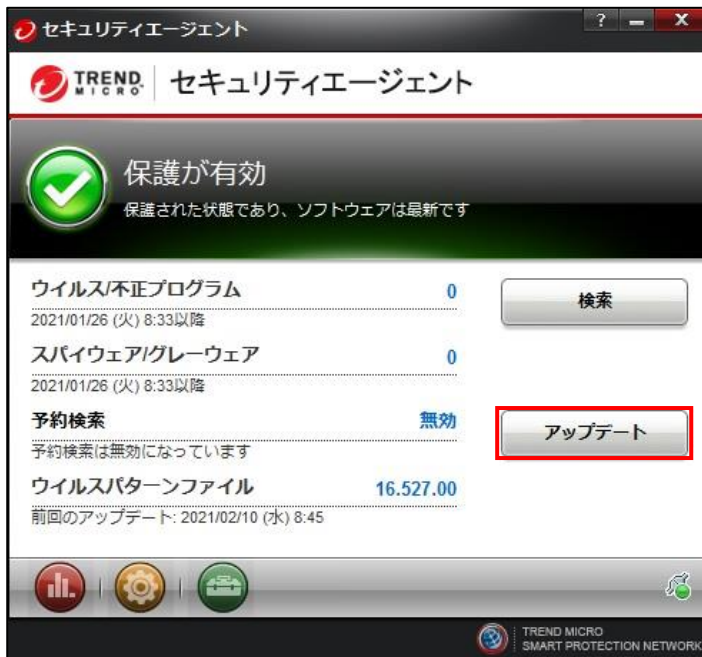 セキュリティエージェント
? – X
TREND MICRO セキュリティエージェント
保護が有効
保護された状態であり、ソフトウェアは最新です
ウイルス/不正プログラム 0
2021/01/26 (火) 8:33以降
検索
スパイウェア/グレーウェア 0
2021/01/26 (火) 8:33以降
予約検索 無効
予約検索は無効になっています
アップデート
ウイルスパターンファイル 16.527.00
前回のアップデート: 2021/02/10 (水) 8:45
TREND MICRO
SMART PROTECTION NETWORK